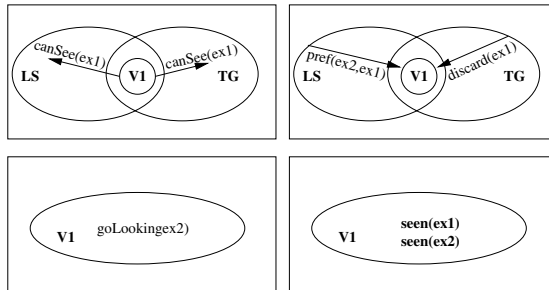 canSee(ex1)
canSee(ex1)
LS
V1
TG
pref(ex2,ex1)
discard(ex1)
LS
V1
TG
goLookingex2)
V1
seen(ex1)
V1
seen(ex2)